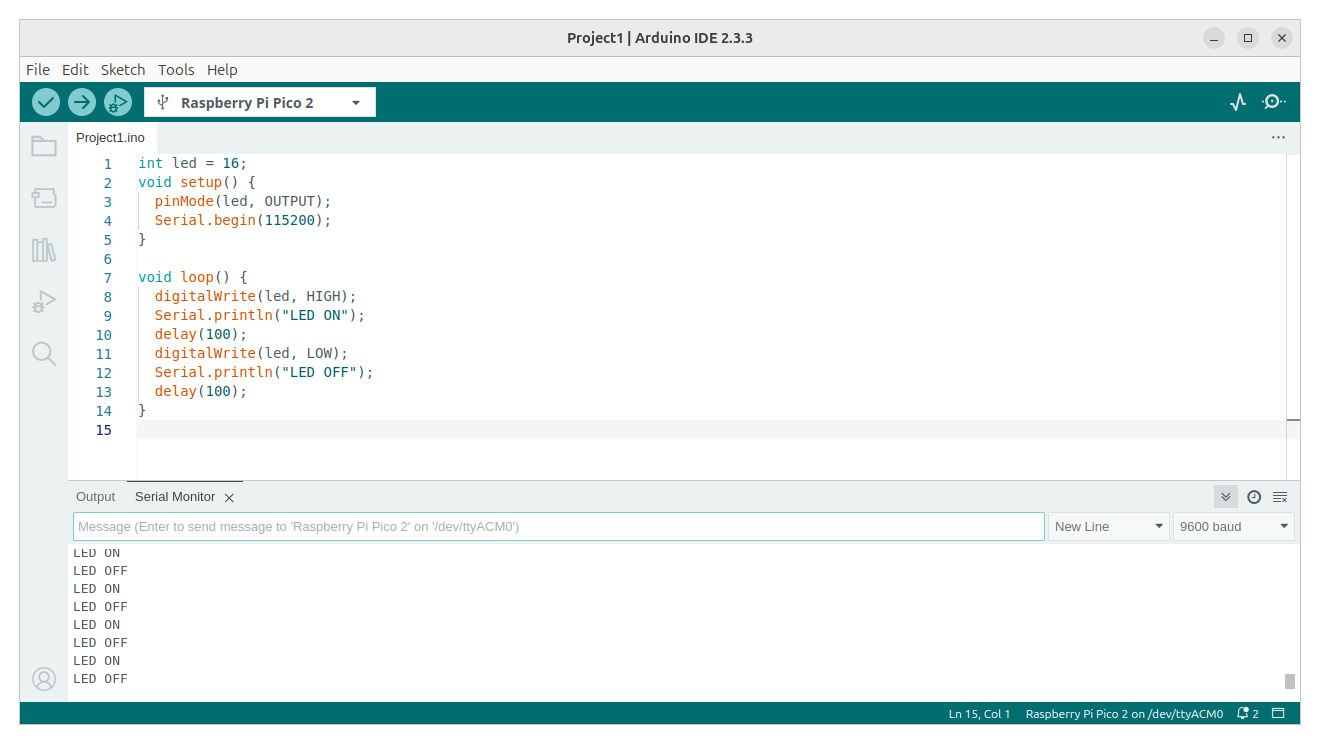 Project1 | Arduino IDE 2.3.3
File Edit Sketch Tools Help
Raspberry Pi Pico 2
Project1.ino
1 int led = 16;
2 void setup() {
3   pinMode(led, OUTPUT);
4   Serial.begin(115200);
5 }
6
7 void loop() {
8   digitalWrite(led, HIGH);
9   Serial.println("LED ON");
10   delay(100);
11   digitalWrite(led, LOW);
12   Serial.println("LED OFF");
13   delay(100);
14 }
15
Output Serial Monitor
Message (Enter to send message to 'Raspberry Pi Pico 2' on '/dev/ttyACM0') New Line 9600 baud
LED ON
LED OFF
LED ON
LED OFF
LED ON
LED OFF
LED ON
LED OFF
Ln 15, Col 1 Raspberry Pi Pico 2 on /dev/ttyACM0 2